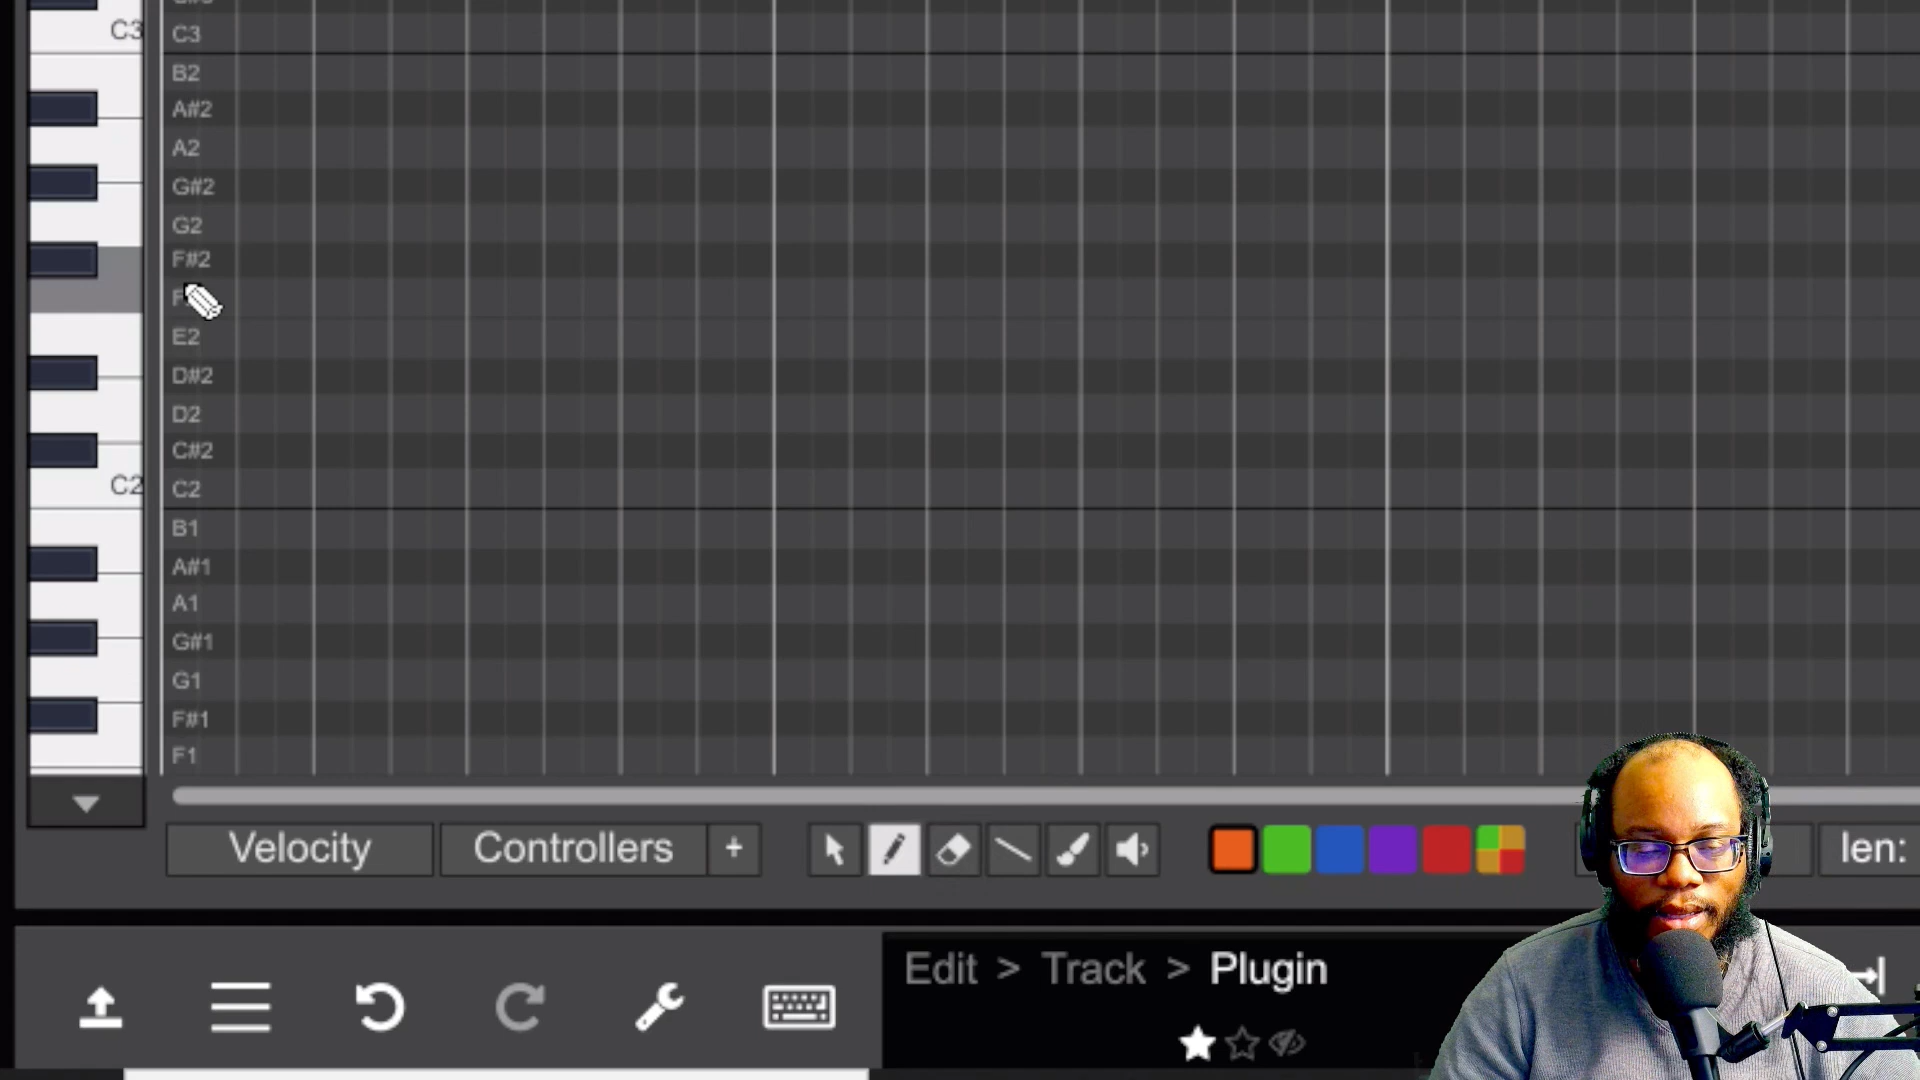 C3
C3
B2
A#2
A2
G#2
G2
F#2
F
E2
D#2
D2
C#2
C2
C2
B1
A#1
A1
G#1
G1
F#1
F1
Velocity
Controllers
+
len:
Edit > Track > Plugin